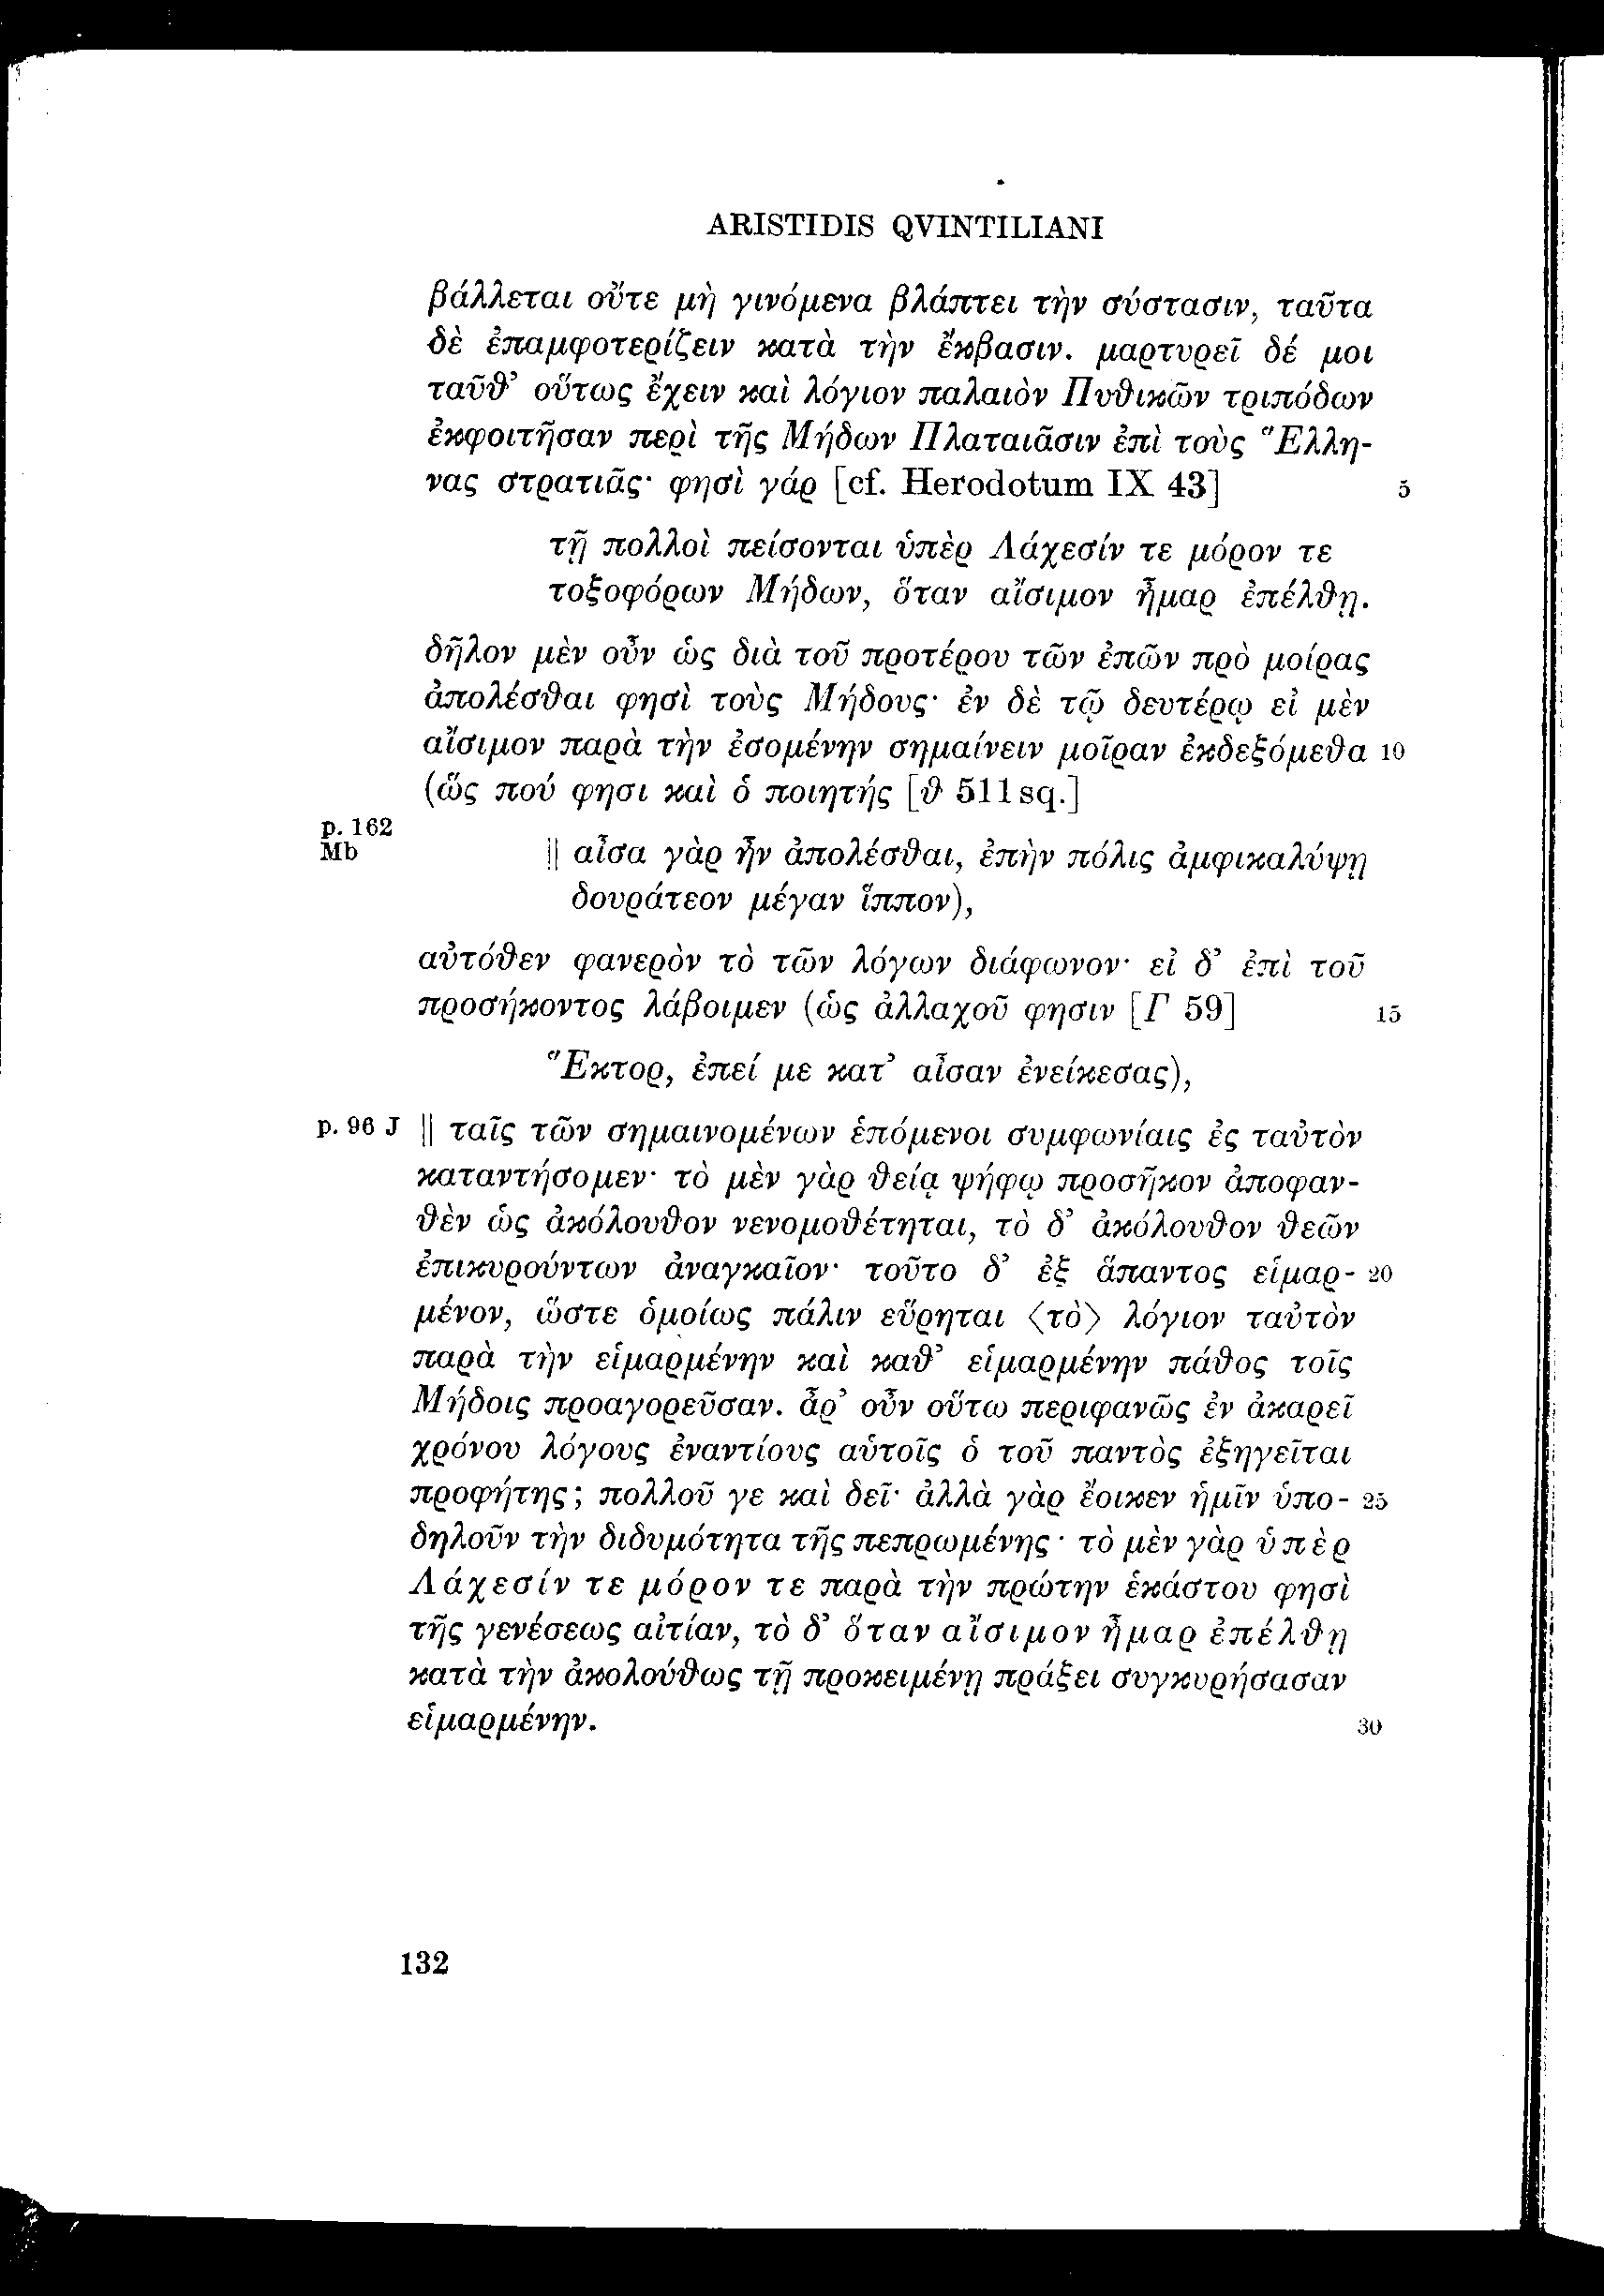 ARISTIDIS QVINTILIANI
βάλλεται οὔτε μὴ γινόμενα βλάπτει τὴν σύστασιν, ταῦτα
δὲ ἐπαμφοτερίζειν κατὰ τὴν ἔκβασιν. μαρτυρεῖ δέ μοι
ταῦθ’ οὕτως ἔχειν καὶ λόγιον παλαιὸν Πυθικῶν τριπόδων
ἐκφοιτῆσαν περὶ τῆς Μήδων Πλαταιᾶσιν ἐπὶ τοὺς Ἕλλη-
νας στρατιᾶς· φησὶ γάρ [cf. Herodotum IX 43] 5
τῇ πολλοὶ πείσονται ὑπὲρ Λάχεσίν τε μόρον τε
τοξοφόρων Μήδων, ὅταν αἴσιμον ἦμαρ ἐπέλθῃ.
δῆλον μὲν οὖν ὡς διὰ τοῦ προτέρου τῶν ἐπῶν πρὸ μοίρας
ἀπολέσθαι φησὶ τοὺς Μήδους· ἐν δὲ τῷ δευτέρῳ εἰ μὲν
αἴσιμον παρὰ τὴν ἐσομένην σημαίνειν μοῖραν ἐκδεξόμεθα 10
(ὥς πού φησι καὶ ὁ ποιητής [θ 511 sq.]
p. 162
Mb || αἶσα γὰρ ἦν ἀπολέσθαι, ἐπὴν πόλις ἀμφικαλύψῃ
δουράτεον μέγαν ἵππον),
αὐτόθεν φανερὸν τὸ τῶν λόγων διάφωνον· εἰ δ’ ἐπὶ τοῦ
προσήκοντος λάβοιμεν (ὡς ἀλλαχοῦ φησιν [Γ 59] 15
Ἕκτορ, ἐπεί με κατ’ αἶσαν ἐνείκεσας),
p. 96 J || ταῖς τῶν σημαινομένων ἑπόμενοι συμφωνίαις ἐς ταὐτὸν
καταντήσομεν· τὸ μὲν γὰρ θείᾳ ψήφῳ προσῆκον ἀποφαν-
θὲν ὡς ἀκόλουθον νενομοθέτηται, τὸ δ’ ἀκόλουθον θεῶν
ἐπικυρούντων ἀναγκαῖον· τοῦτο δ’ ἐξ ἅπαντος εἱμαρ- 20
μένον, ὥστε ὁμοίως πάλιν εὕρηται ⟨τὸ⟩ λόγιον ταὐτὸν
παρὰ τὴν εἱμαρμένην καὶ καθ’ εἱμαρμένην πάθος τοῖς
Μήδοις προαγορεῦσαν. ἆρ’ οὖν οὕτω περιφανῶς ἐν ἀκαρεῖ
χρόνου λόγους ἐναντίους αὑτοῖς ὁ τοῦ παντὸς ἐξηγεῖται
προφήτης; πολλοῦ γε καὶ δεῖ· ἀλλὰ γὰρ ἔοικεν ἡμῖν ὑπο- 25
δηλοῦν τὴν διδυμότητα τῆς πεπρωμένης· τὸ μὲν γὰρ ὑπὲρ
Λάχεσίν τε μόρον τε παρὰ τὴν πρώτην ἑκάστου φησὶ
τῆς γενέσεως αἰτίαν, τὸ δ’ ὅταν αἴσιμον ἦμαρ ἐπέλθῃ
κατὰ τὴν ἀκολούθως τῇ προκειμένῃ πράξει συγκυρήσασαν
εἱμαρμένην. 30
132